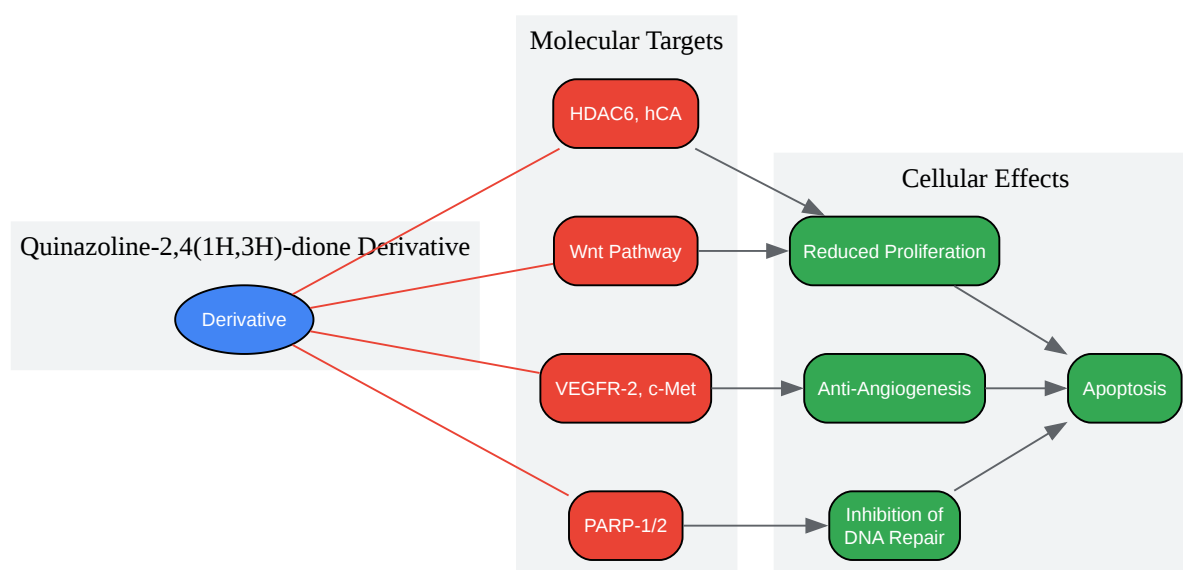 Molecular Targets
HDAC6, hCA
Cellular Effects
Quinazoline-2,4(1H,3H)-dione Derivative
Wnt Pathway
Reduced Proliferation
Derivative
VEGFR-2, c-Met
Anti-Angiogenesis
Apoptosis
PARP-1/2
Inhibition of
DNA Repair